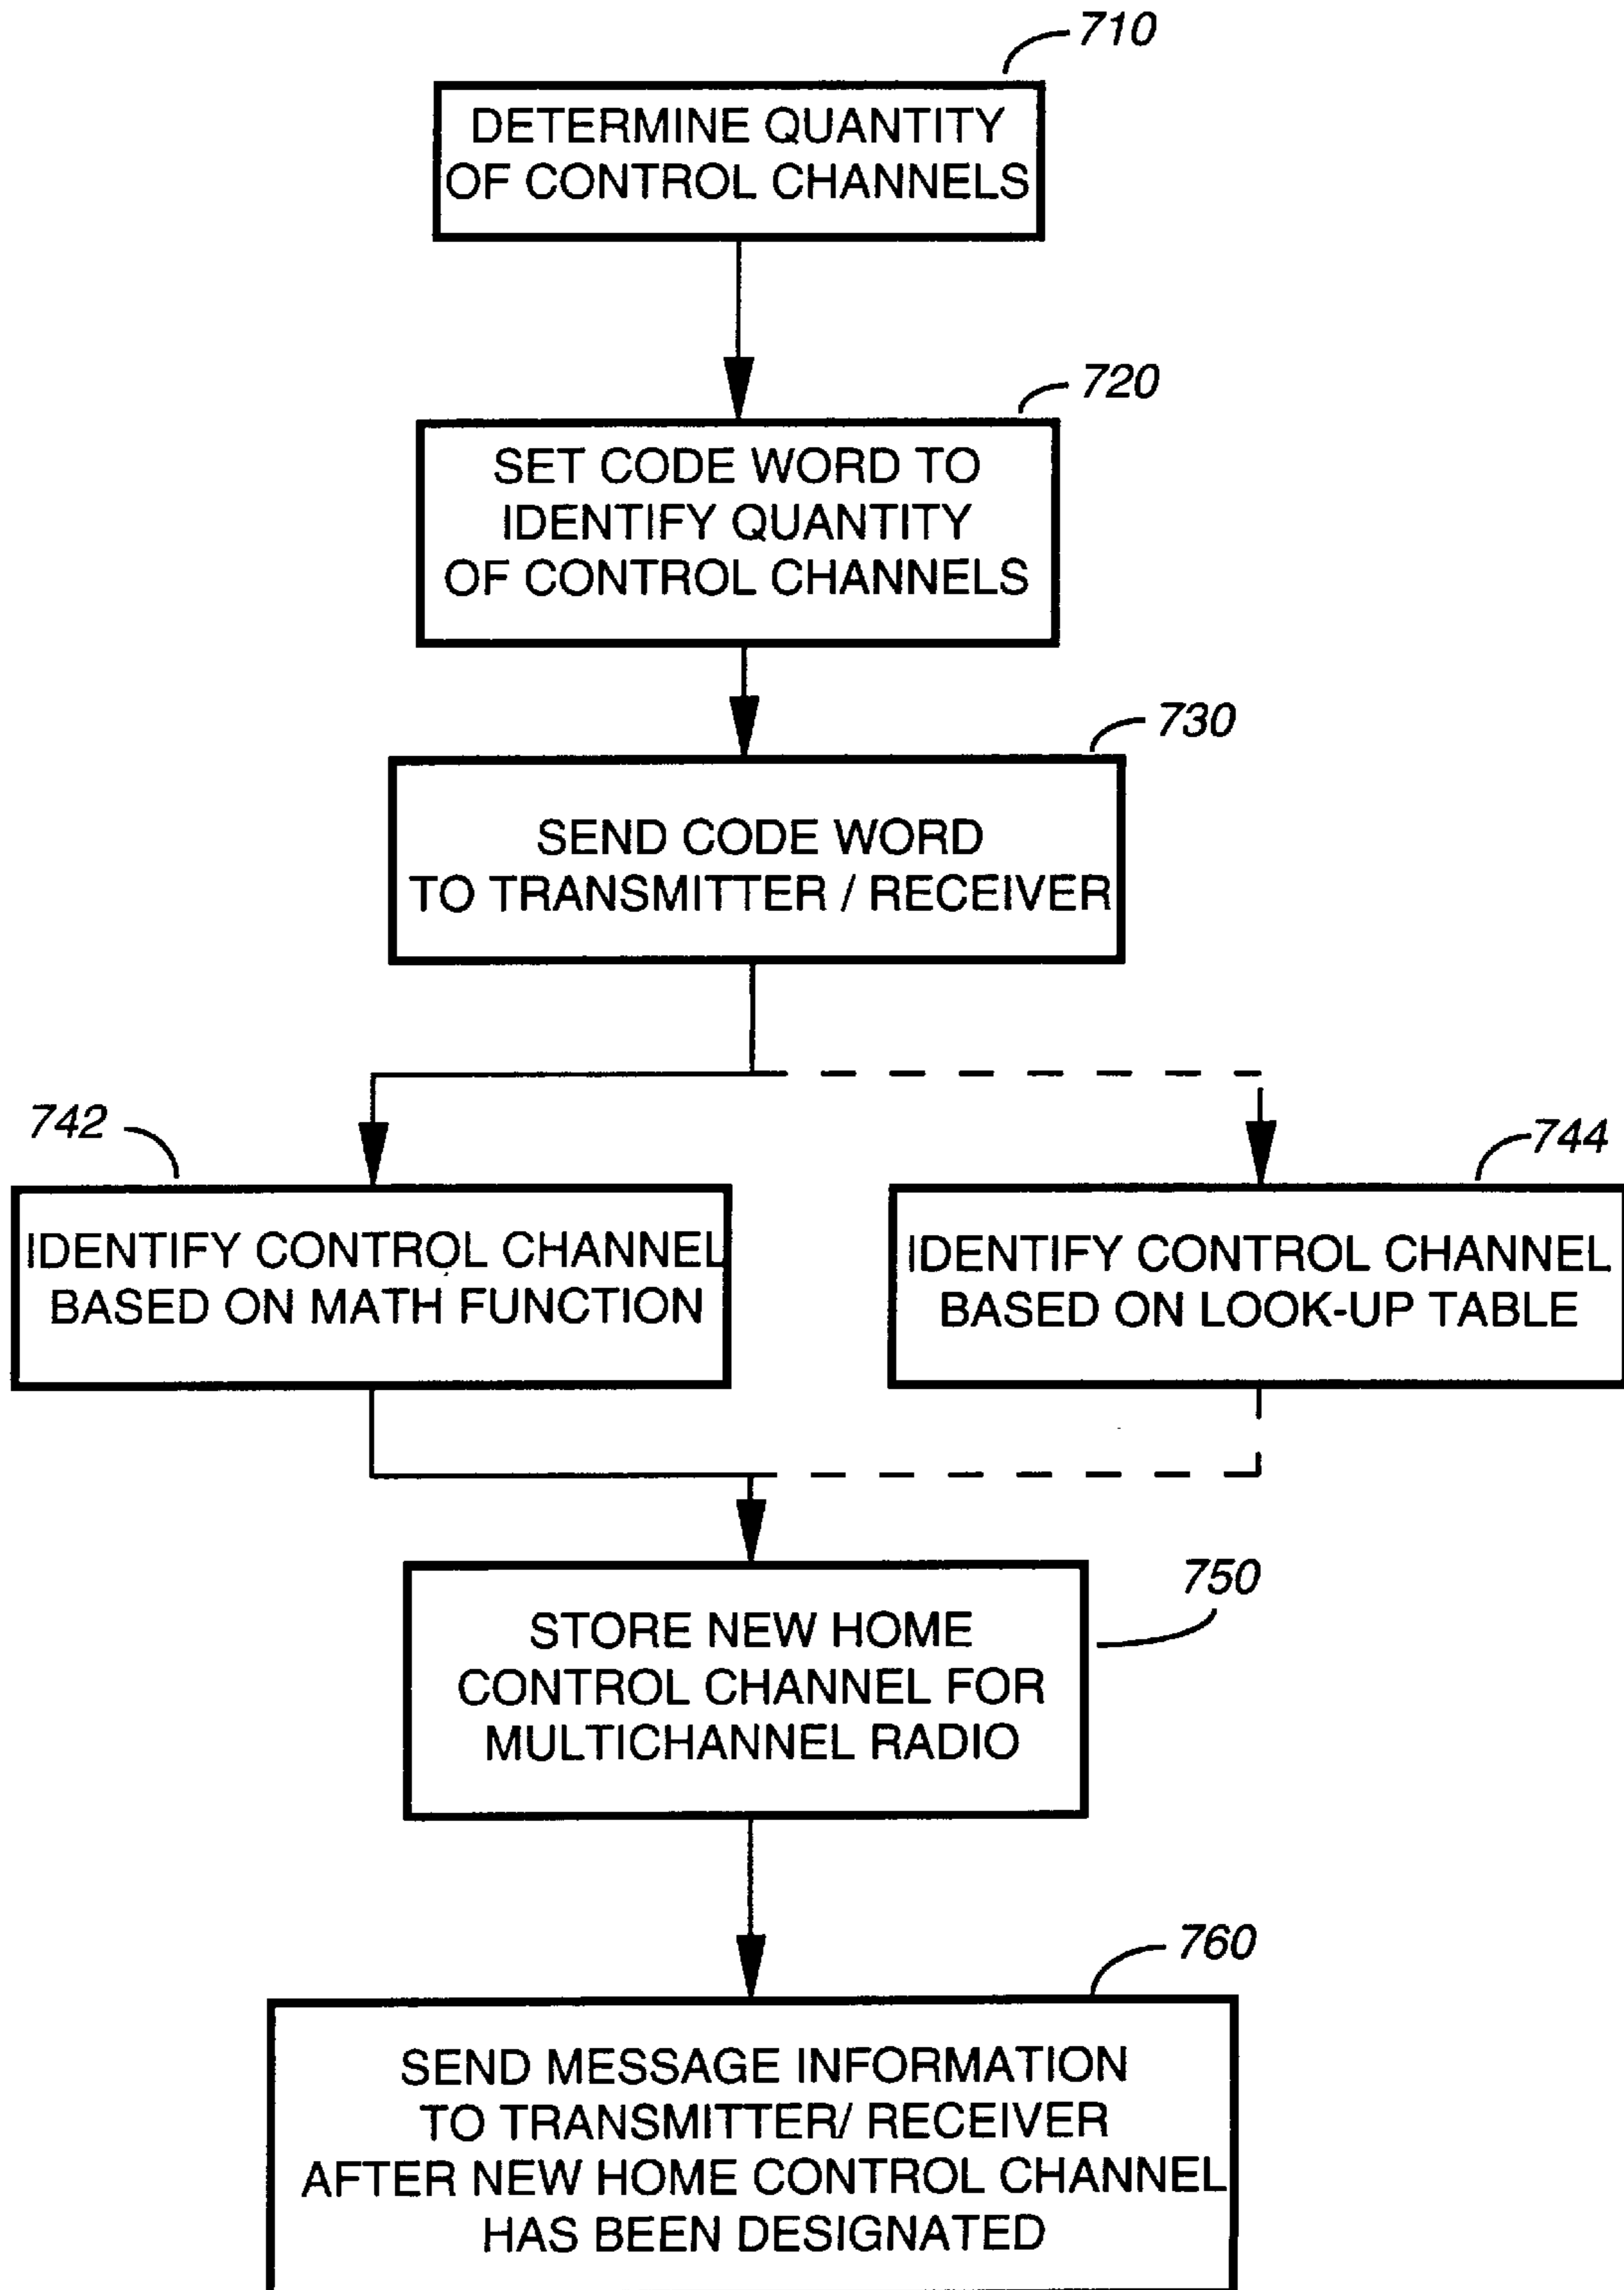 710
DETERMINE QUANTITY
OF CONTROL CHANNELS
720
SET CODE WORD TO
IDENTIFY QUANTITY
OF CONTROL CHANNELS
730
SEND CODE WORD
TO TRANSMITTER / RECEIVER
742
744
IDENTIFY CONTROL CHANNEL
BASED ON MATH FUNCTION
IDENTIFY CONTROL CHANNEL
BASED ON LOOK-UP TABLE
750
STORE NEW HOME
CONTROL CHANNEL FOR
MULTICHANNEL RADIO
760
SEND MESSAGE INFORMATION
TO TRANSMITTER/ RECEIVER
AFTER NEW HOME CONTROL CHANNEL
HAS BEEN DESIGNATED